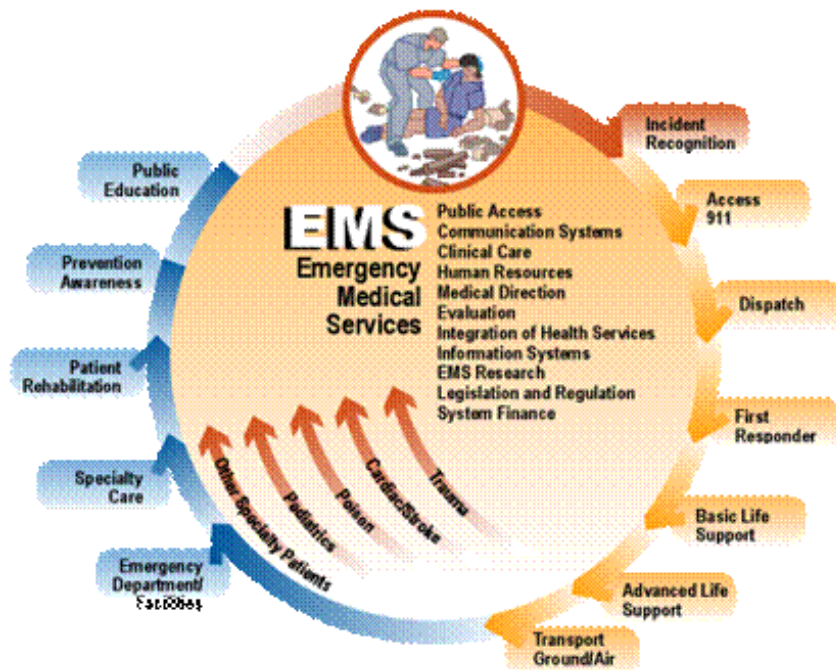 Incident
Recognition
Access
911
Dispatch
First
Responder
Basic Life
Support
Advanced Life
Support
Transport
Ground/Air
Emergency
Department/
Facilities
Specialty
Care
Patient
Rehabilitation
Prevention
Awareness
Public
Education
EMS
Emergency
Medical
Services
Public Access
Communication Systems
Clinical Care
Human Resources
Medical Direction
Evaluation
Integration of Health Services
Information Systems
EMS Research
Legislation and Regulation
System Finance
Other Specialty Patients
Pediatrics
Poison
Cardiac/Stroke
Trauma